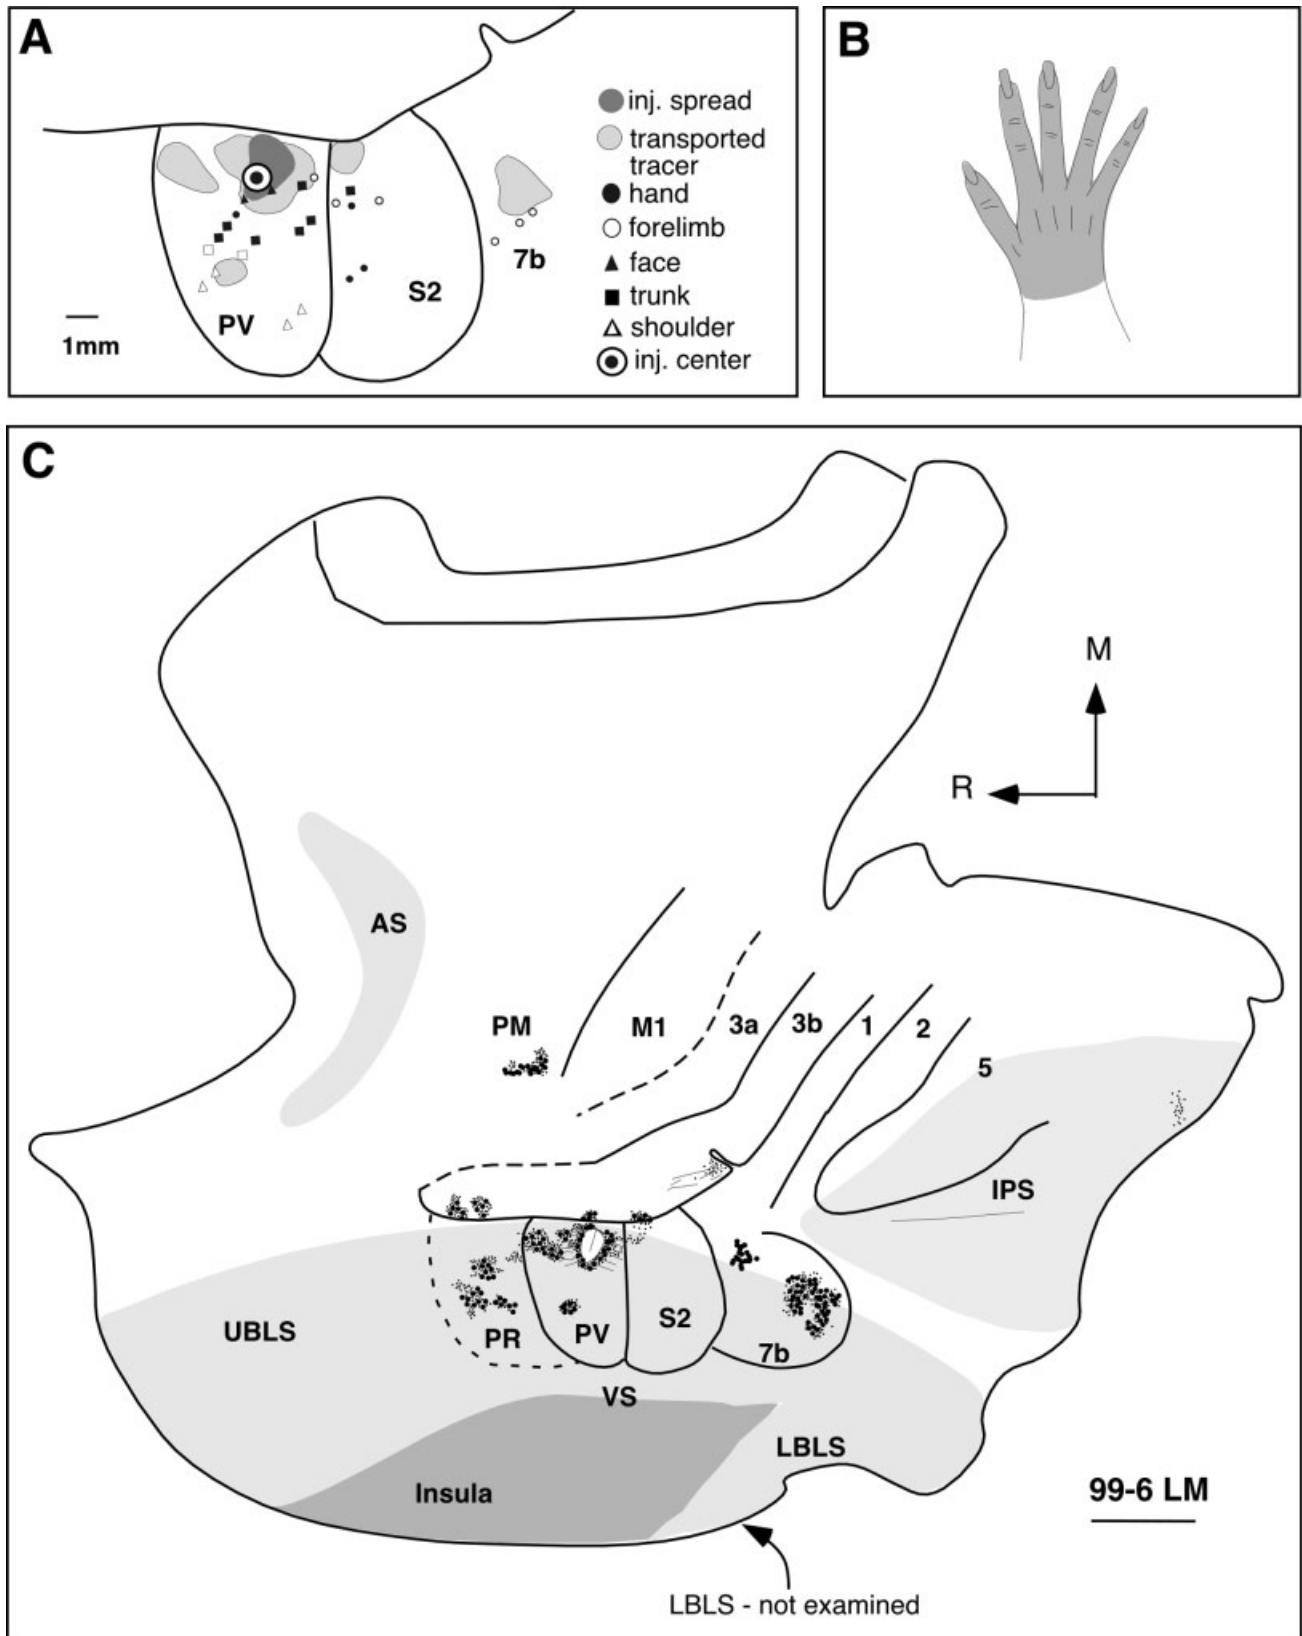 A
inj. spread
transported
tracer
hand
forelimb
face
trunk
shoulder
inj. center
PV
S2
7b
1mm
B
C
M
R
AS
PM
M1
3a
3b
1
2
5
IPS
UBLS
PR
PV
S2
7b
VS
LBLS
Insula
99-6 LM
LBLS - not examined